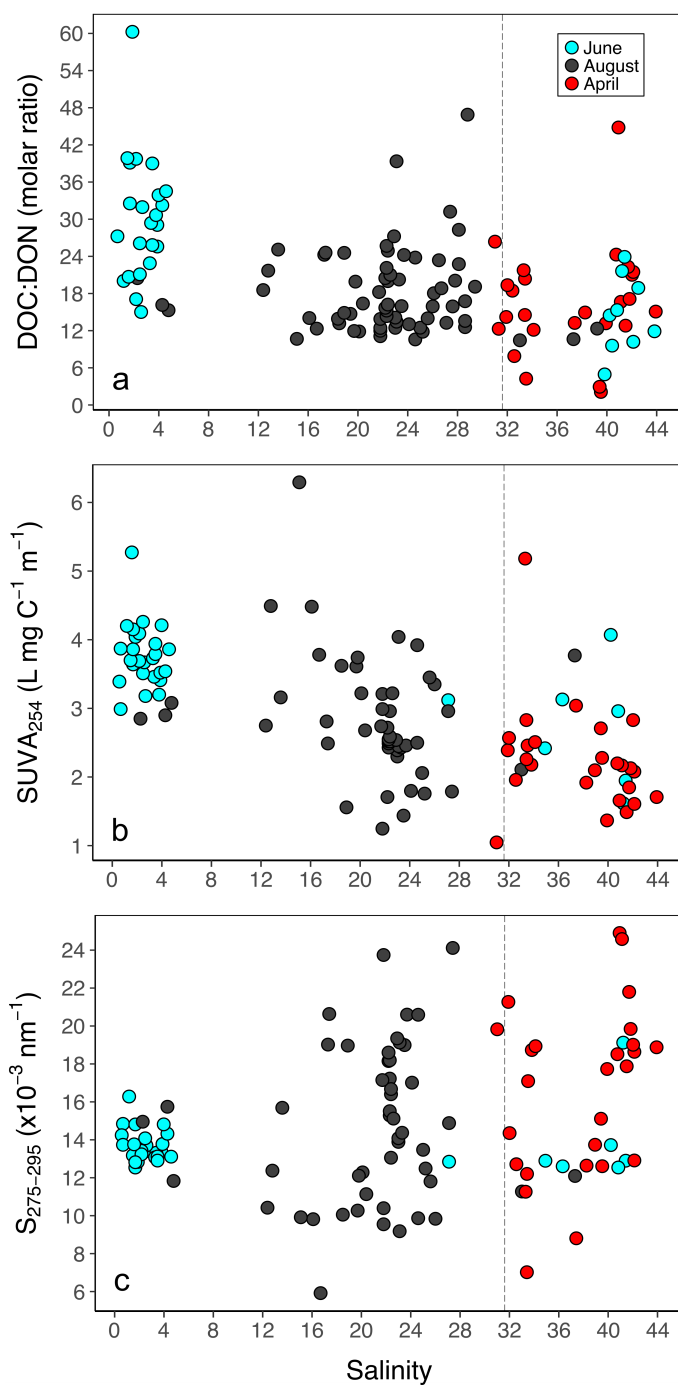 60
54
48
42
36
30
24
18
12
6
0
DOC:DON (molar ratio)
June
August
April
a
0 4 8 12 16 20 24 28 32 36 40 44
6
5
4
3
2
1
SUVA254 (L mg C−1 m−1)
b
0 4 8 12 16 20 24 28 32 36 40 44
24
22
20
18
16
14
12
10
8
6
S275−295 (x10−3 nm−1)
c
0 4 8 12 16 20 24 28 32 36 40 44
Salinity